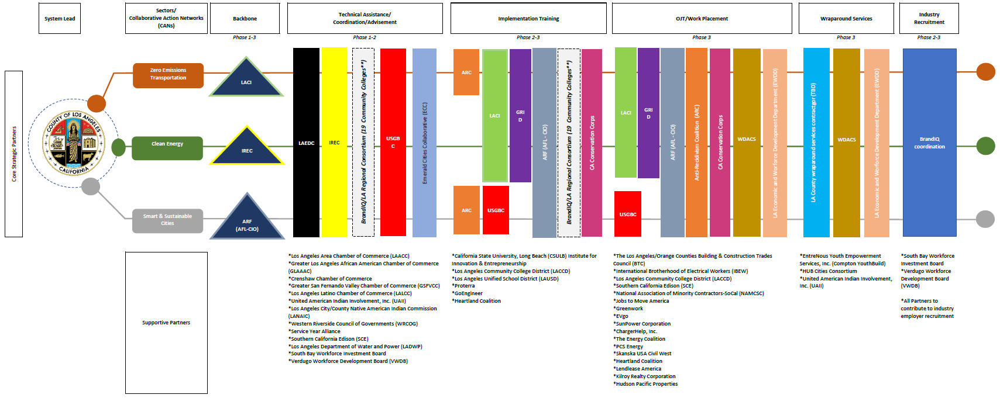 System Lead
Sectors/
Collaborative Action Networks
(CANs)
Backbone
Technical Assistance/
Coordination/Advisement
Implementation Training
OJT/Work Placement
Wraparound Services
Industry
Recruitment
Phase 1-3
Phase 1-2
Phase 2-3
Phase 3
Phase 3
Phase 2-3
Core Strategic Partners
COUNTY OF LOS ANGELES
CALIFORNIA
Zero Emissions
Transportation
Clean Energy
Smart & Sustainable
Cities
LACI
IREC
ARF
(AFL-CIO)
LAEDC
IREC
BrandIQ/LA Regional Consortium (19 Community Colleges**)
USGB
C
Emerald Cities Collaborative (ECC)
ARC
ARC
LACI
USGBC
GRI
D
ARF (AFL - CIO)
BrandIQ/LA Regional Consortium (19 Community Colleges**)
CA Conservation Corps
LACI
USGBC
GRI
D
ARF (AFL - CIO)
Anti-Recidivism Coalition (ARC)
CA Conservation Corps
WDACS
LA Economic and Worforce Development Department (EWDD)
LA County wraparound services contractgor (TBD)
WDACS
LA Economic and Worforce Development Department (EWDD)
BrandIQ
coordination
Supportive Partners
*Los Angeles Area Chamber of Commerce (LAACC)
*Greater Los Angeles African American Chamber of Commerce
(GLAAAC)
*Crenshaw Chamber of Commerce
*Greater San Fernando Valley Chamber of Commerce (GSFVCC)
*Los Angeles Latino Chamber of Commerce (LALCC)
*United American Indian Involvement, Inc. (UAII)
*Los Angeles City/County Native American Indian Commission
(LANAIC)
*Western Riverside Council of Governments (WRCOG)
*Service Year Alliance
*Southern California Edison (SCE)
*Los Angeles Department of Water and Power (LADWP)
*South Bay Workforce Investment Board
*Verdugo Workforce Development Board (VWDB)
*California State University, Long Beach (CSULB) Institute for
Innovation & Entrepreneurship
*Los Angeles Community College District (LACCD)
*Los Angeles Unified School District (LAUSD)
*Proterra
*GoEngineer
*Heartland Coalition
*The Los Angeles/Orange Counties Building & Construction Trades
Council (BTC)
*International Brotherhood of Electrical Workers (IBEW)
*Los Angeles Community College District (LACCD)
*Southern California Edison (SCE)
*National Association of Minority Contractors-SoCal (NAMCSC)
*Jobs to Move America
*Greenwork
*EVgo
*SunPower Corporation
*ChargerHelp, Inc.
*The Energy Coalition
*PCS Energy
*Skanska USA Civil West
*Heartland Coalition
*Lendlease America
*Kilroy Realty Corporation
*Hudson Pacific Properties
*EntreNous Youth Empowerment
Services, Inc. (Compton YouthBuild)
*HUB Cities Consortium
*United American Indian Involvement,
Inc. (UAII)
*South Bay Workforce
Investment Board
*Verdugo Workforce
Development Board
(VWDB)
*All Partners to
contribute to industry
employer recruitment